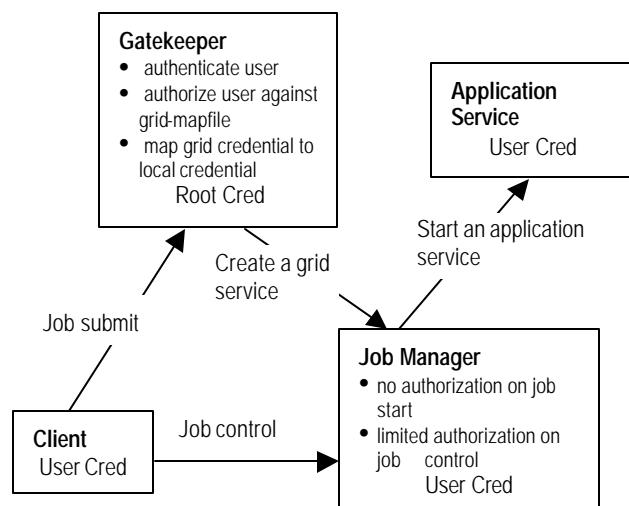 Gatekeeper
• authenticate user
• authorize user against
grid-mapfile
• map grid credential to
local credential
Root Cred
Application
Service
User Cred
Start an application
service
Create a grid
service
Job submit
Job Manager
• no authorization on job
start
• limited authorization on
job control
User Cred
Client
User Cred
Job control